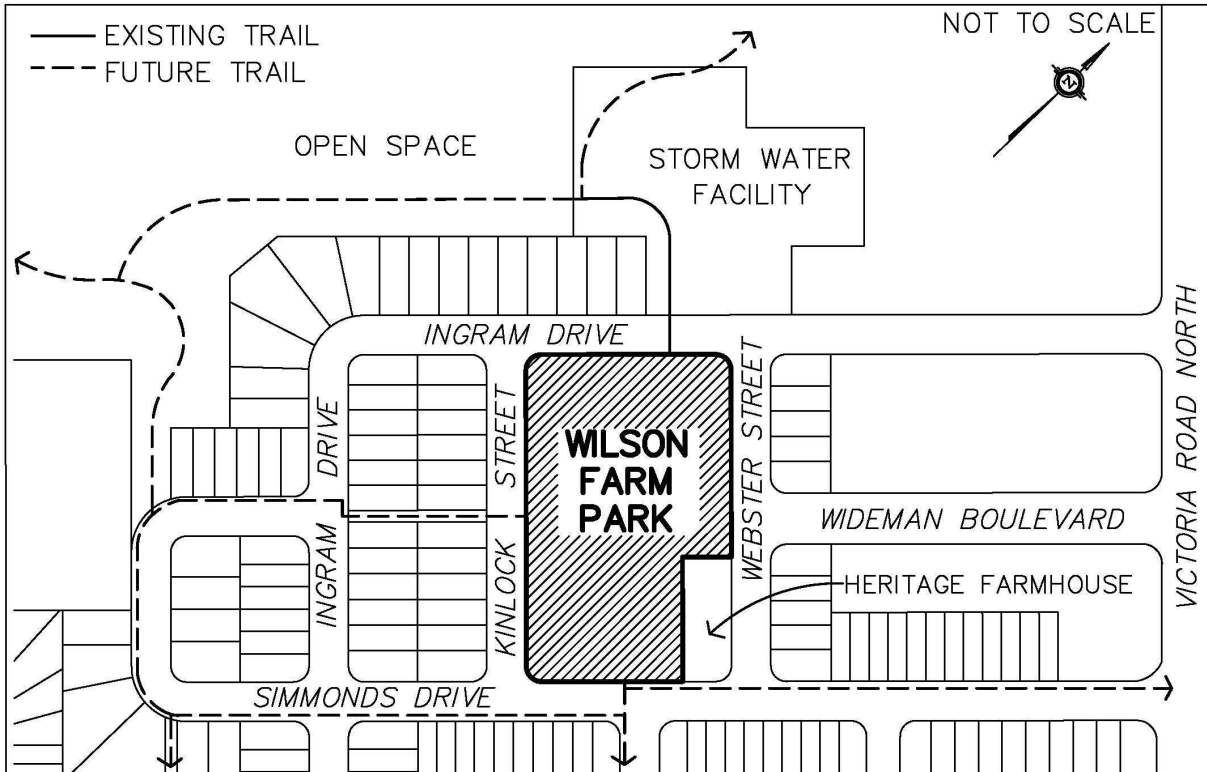 EXISTING TRAIL
FUTURE TRAIL
NOT TO SCALE
N
OPEN SPACE
STORM WATER
FACILITY
INGRAM DRIVE
INGRAM DRIVE
KINLOCK STREET
WILSON
FARM
PARK
WEBSTER STREET
VICTORIA ROAD NORTH
WIDEMAN BOULEVARD
HERITAGE FARMHOUSE
SIMMONDS DRIVE